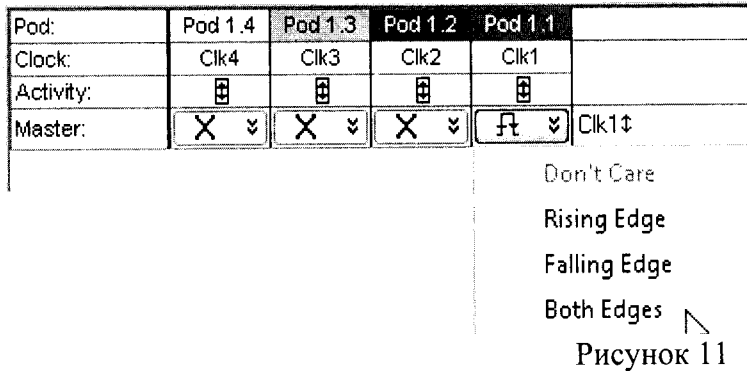 Pod: Pod 1.4 Pod 1.3 Pod 1.2 Pod 1.1
Clock: Clk4 Clk3 Clk2 Clk1
Activity: ↕ ↕ ↕ ↕
Master: X X X Clk1↕
Don't Care
Rising Edge
Falling Edge
Both Edges
Рисунок 11